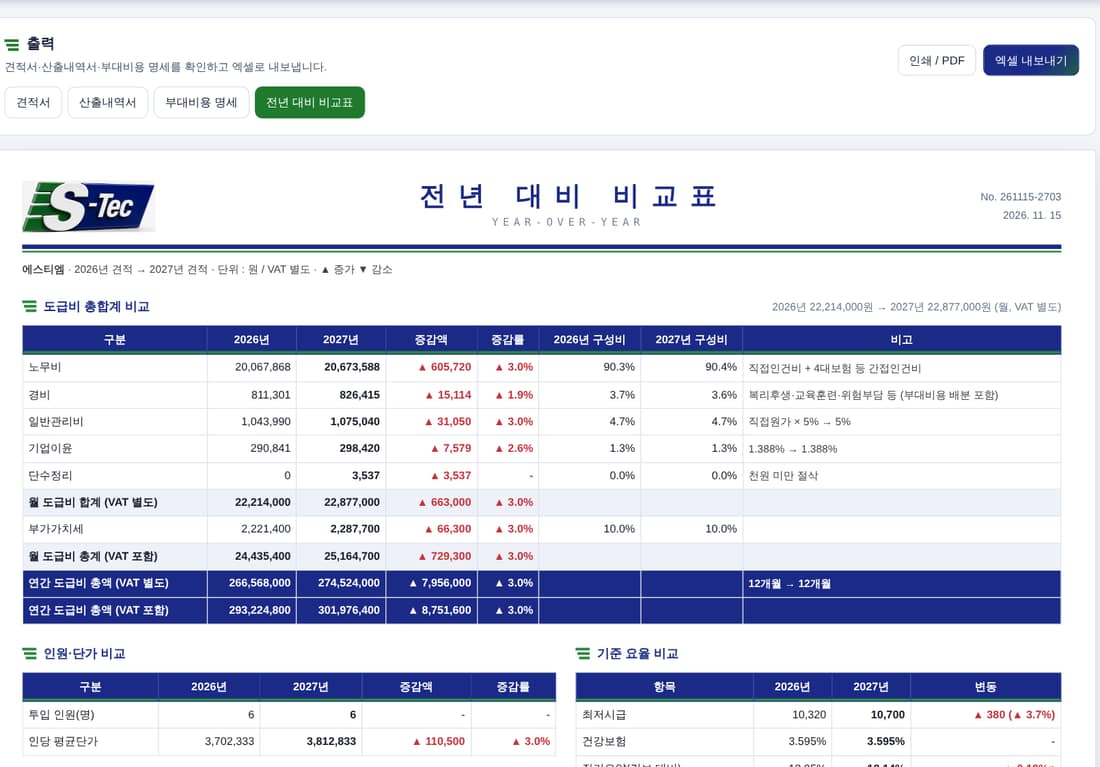 출력
견적서·산출내역서·부대비용 명세를 확인하고 엑셀로 내보냅니다.
인쇄 / PDF 엑셀 내보내기
견적서 산출내역서 부대비용 명세 전년 대비 비교표
S-Tec
전년 대비 비교표
YEAR-OVER-YEAR
No. 261115-2703
2026. 11. 15
에스티엠 · 2026년 견적 → 2027년 견적 · 단위 : 원 / VAT 별도 · ▲ 증가 ▼ 감소
도급비 총합계 비교 2026년 22,214,000원 → 2027년 22,877,000원 (월, VAT 별도)
구분 2026년 2027년 증감액 증감률 2026년 구성비 2027년 구성비 비고
노무비 20,067,868 20,673,588 ▲ 605,720 ▲ 3.0% 90.3% 90.4% 직접인건비 + 4대보험 등 간접인건비
경비 811,301 826,415 ▲ 15,114 ▲ 1.9% 3.7% 3.6% 복리후생·교육훈련·위험부담 등 (부대비용 배분 포함)
일반관리비 1,043,990 1,075,040 ▲ 31,050 ▲ 3.0% 4.7% 4.7% 직접원가 × 5% → 5%
기업이윤 290,841 298,420 ▲ 7,579 ▲ 2.6% 1.3% 1.3% 1.388% → 1.388%
단수정리 0 3,537 ▲ 3,537 - 0.0% 0.0% 천원 미만 절삭
월 도급비 합계 (VAT 별도) 22,214,000 22,877,000 ▲ 663,000 ▲ 3.0%
부가가치세 2,221,400 2,287,700 ▲ 66,300 ▲ 3.0% 10.0% 10.0%
월 도급비 총계 (VAT 포함) 24,435,400 25,164,700 ▲ 729,300 ▲ 3.0%
연간 도급비 총액 (VAT 별도) 266,568,000 274,524,000 ▲ 7,956,000 ▲ 3.0% 12개월 → 12개월
연간 도급비 총액 (VAT 포함) 293,224,800 301,976,400 ▲ 8,751,600 ▲ 3.0%
인원·단가 비교
구분 2026년 2027년 증감액 증감률
투입 인원(명) 6 6 - -
인당 평균단가 3,702,333 3,812,833 ▲ 110,500 ▲ 3.0%
기준 요율 비교
항목 2026년 2027년 변동
최저시급 10,320 10,700 ▲ 380 (▲ 3.7%)
건강보험 3.595% 3.595% -